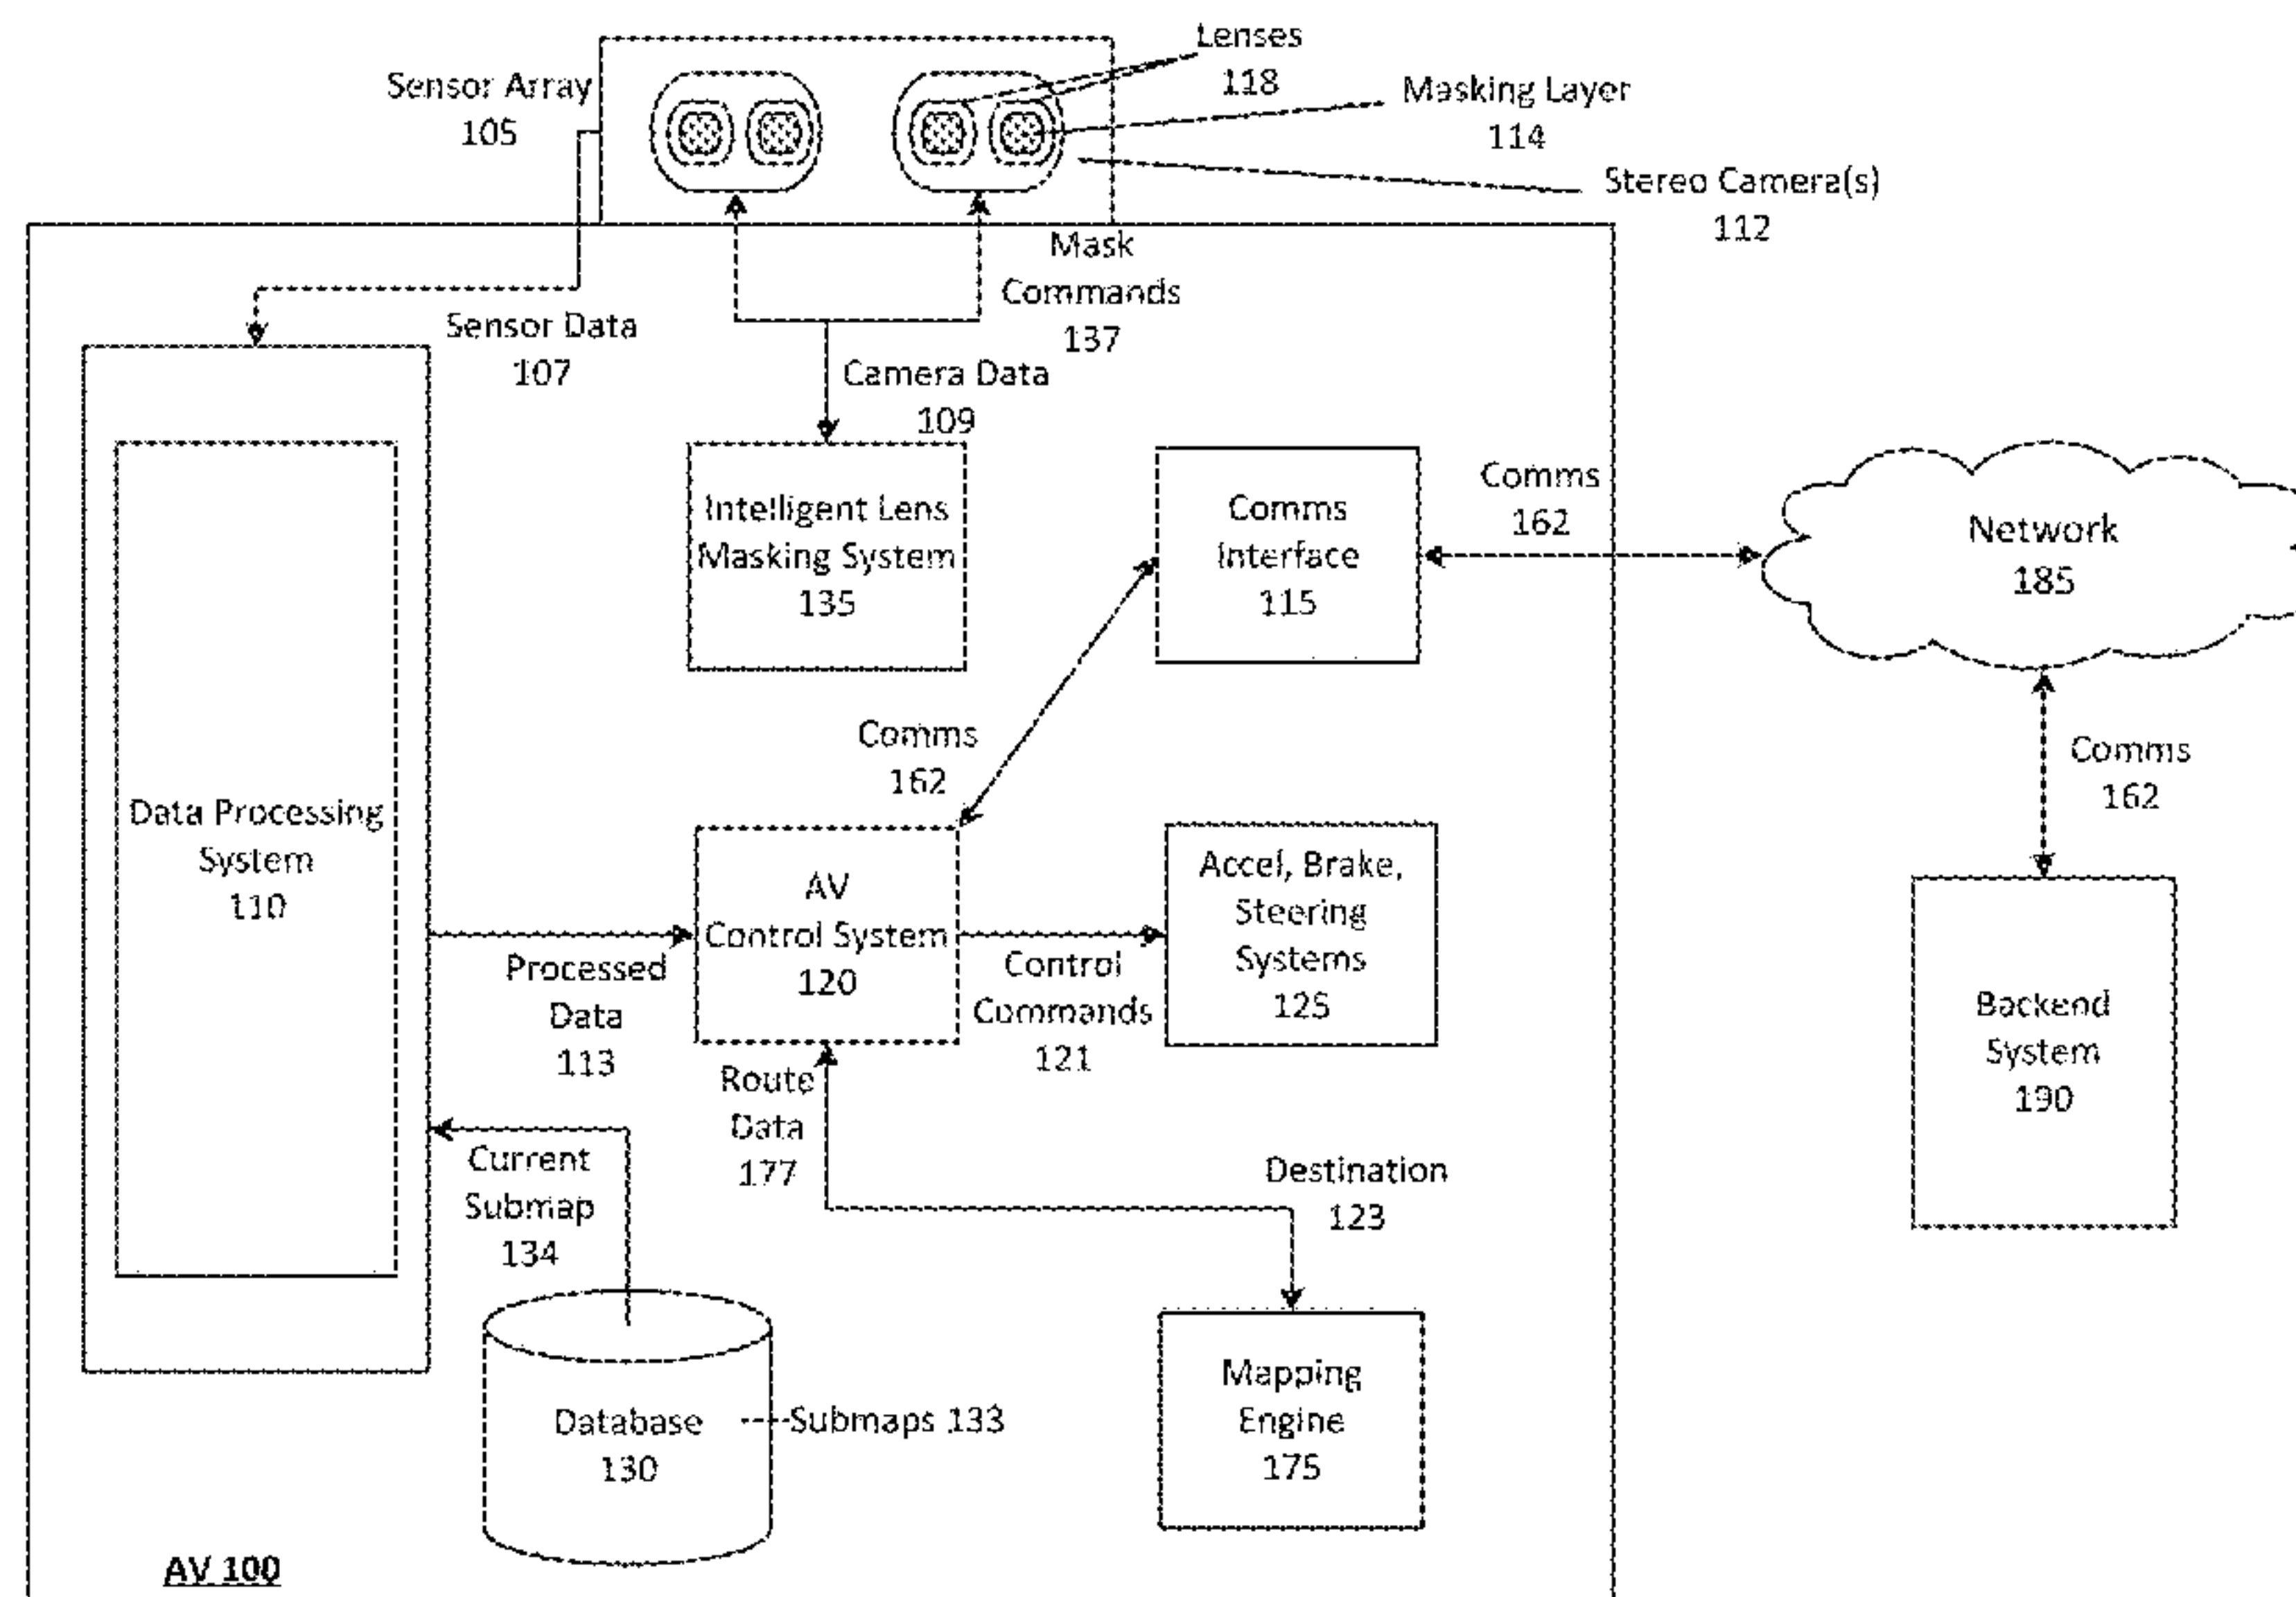 Lenses
118
Sensor Array
105
Masking Layer
114
Stereo Camera(s)
112
Mask
Commands
137
Sensor Data
107
Camera Data
109
Intelligent Lens
Masking System
135
Comms
Interface
115
Comms
162
Network
185
Comms
162
Comms
162
Data Processing
System
110
AV
Control System
120
Accel, Brake,
Steering
Systems
125
Processed
Data
113
Control
Commands
121
Backend
System
190
Route
Data
177
Current
Submap
134
Destination
123
Mapping
Engine
175
Database
130
Submaps 133
AV 100